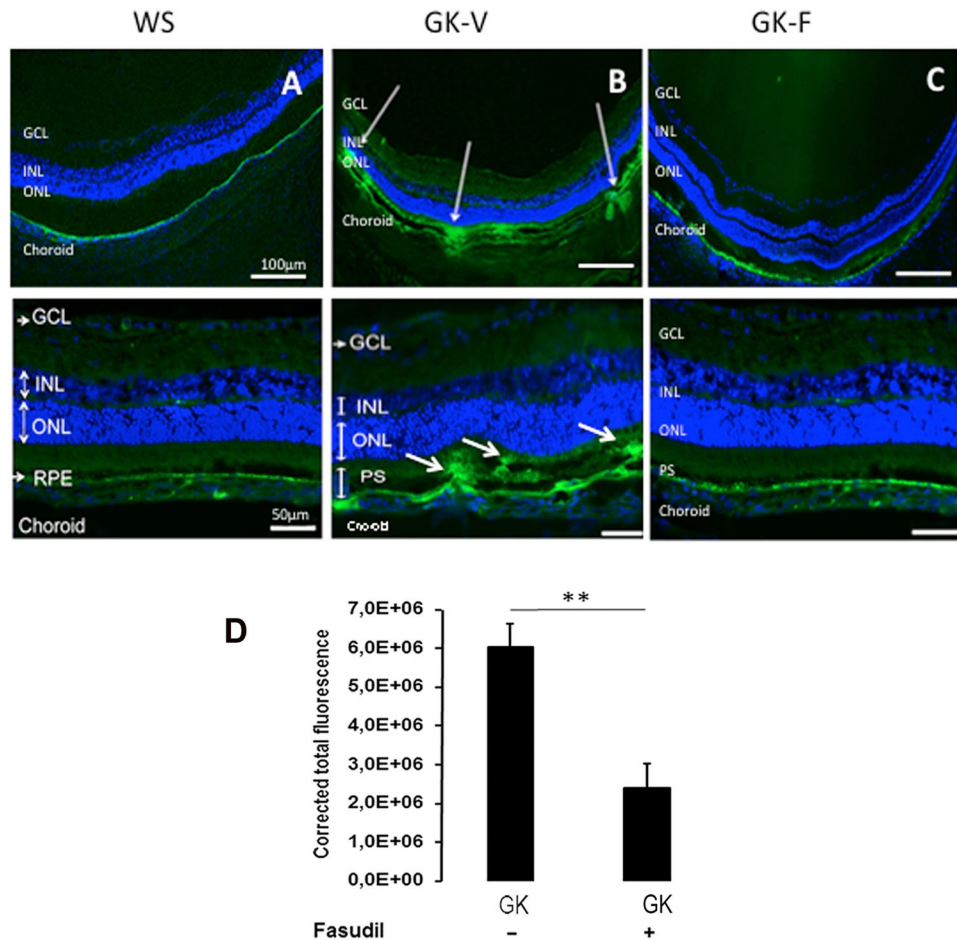 WS
GK-V
GK-F
A
GCL
INL
ONL
Choroid
100µm
B
GCL
INL
ONL
Choroid
C
GCL
INL
ONL
Choroid
GCL
INL
ONL
RPE
Choroid
50µm
GCL
INL
ONL
PS
Choroid
GCL
INL
ONL
PS
Choroid
D
Corrected total fluorescence
7,0E+06
6,0E+06
5,0E+06
4,0E+06
3,0E+06
2,0E+06
1,0E+06
0,0E+00
**
GK GK
Fasudil - +